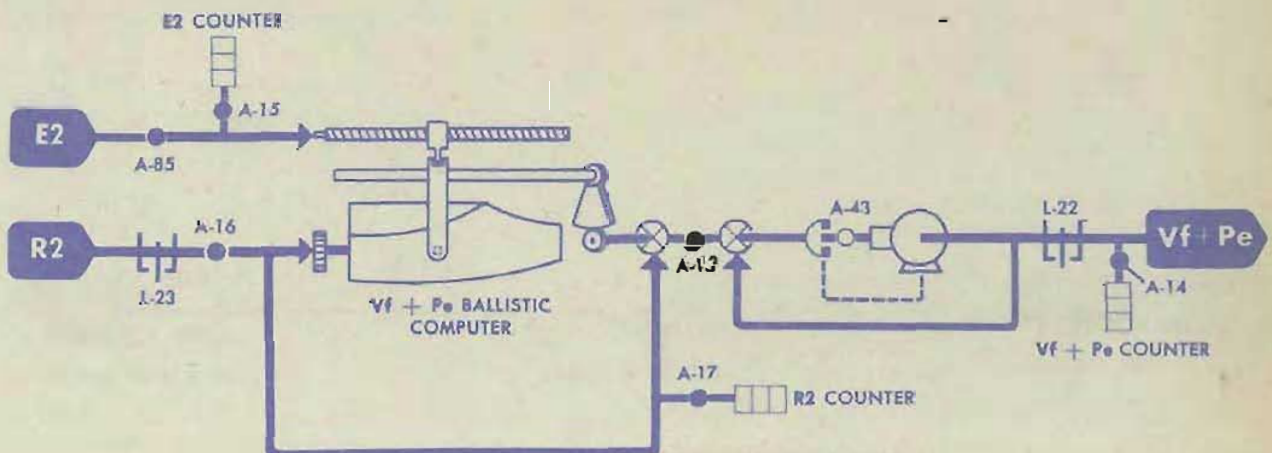 E2 COUNTER
A-15
E2
A-85
R2
A-16
L-23
Vf + Pe BALLISTIC
COMPUTER
A-13
A-43
L-22
Vf + Pe
A-14
Vf + Pe COUNTER
A-17
R2 COUNTER